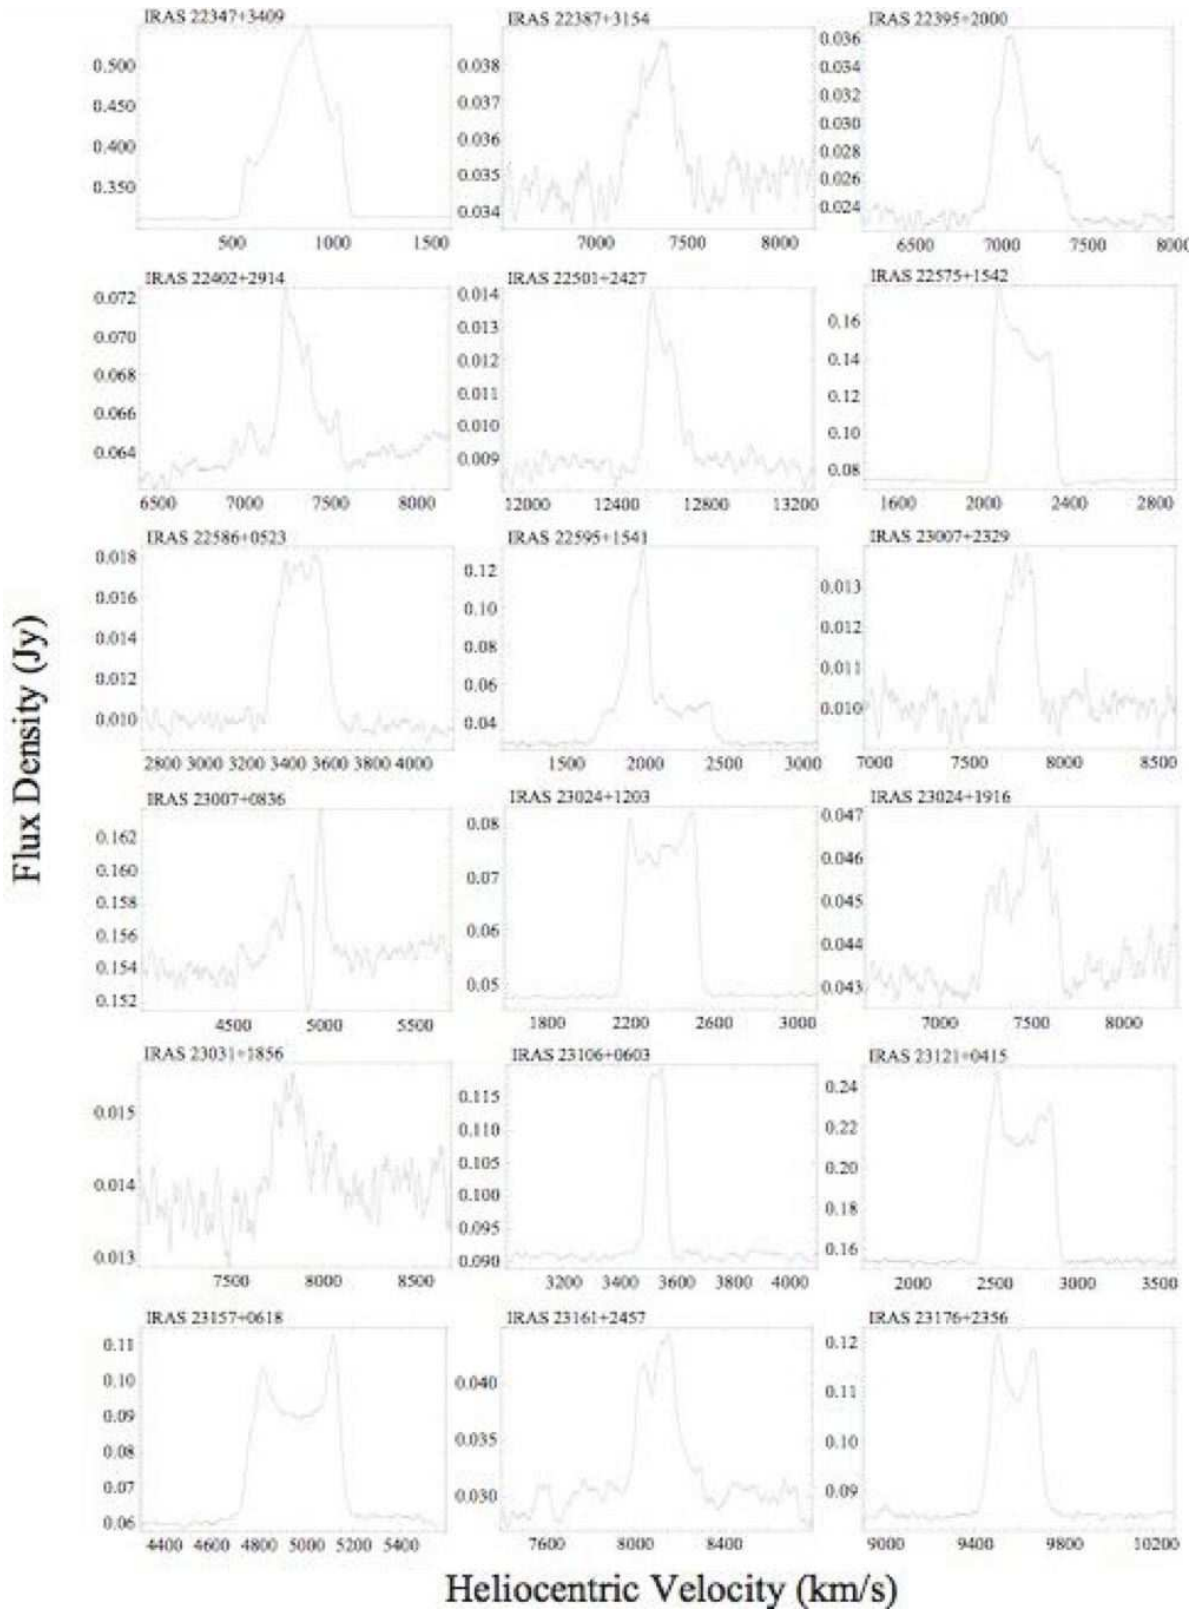 IRAS 22347+3409 IRAS 22387+3154 IRAS 22395+2000
0.500 0.450 0.400 0.350
0.038 0.037 0.036 0.035 0.034
0.036 0.034 0.032 0.030 0.028 0.026 0.024
500 1000 1500 7000 7500 8000 6500 7000 7500 8000
IRAS 22402+2914 IRAS 22501+2427 IRAS 22575+1542
0.072 0.070 0.068 0.066 0.064
0.014 0.013 0.012 0.011 0.010 0.009
0.16 0.14 0.12 0.10 0.08
6500 7000 7500 8000 12000 12400 12800 13200 1600 2000 2400 2800
IRAS 22586+0523 IRAS 22595+1541 IRAS 23007+2329
0.018 0.016 0.014 0.012 0.010
0.12 0.10 0.08 0.06 0.04
0.013 0.012 0.011 0.010
2800 3000 3200 3400 3600 3800 4000 1500 2000 2500 3000 7000 7500 8000 8500
Flux Density (Jy)
IRAS 23007+0836 IRAS 23024+1203 IRAS 23024+1916
0.162 0.160 0.158 0.156 0.154 0.152
0.08 0.07 0.06 0.05
0.047 0.046 0.045 0.044 0.043
4500 5000 5500 1800 2200 2600 3000 7000 7500 8000
IRAS 23031+1856 IRAS 23106+0603 IRAS 23121+0415
0.015 0.014 0.013
0.115 0.110 0.105 0.100 0.095 0.090
0.24 0.22 0.20 0.18 0.16
7500 8000 8500 3200 3400 3600 3800 4000 2000 2500 3000 3500
IRAS 23157+0618 IRAS 23161+2457 IRAS 23176+2356
0.11 0.10 0.09 0.08 0.07 0.06
0.040 0.035 0.030
0.12 0.11 0.10 0.09
4400 4600 4800 5000 5200 5400 7600 8000 8400 9000 9400 9800 10200
Heliocentric Velocity (km/s)